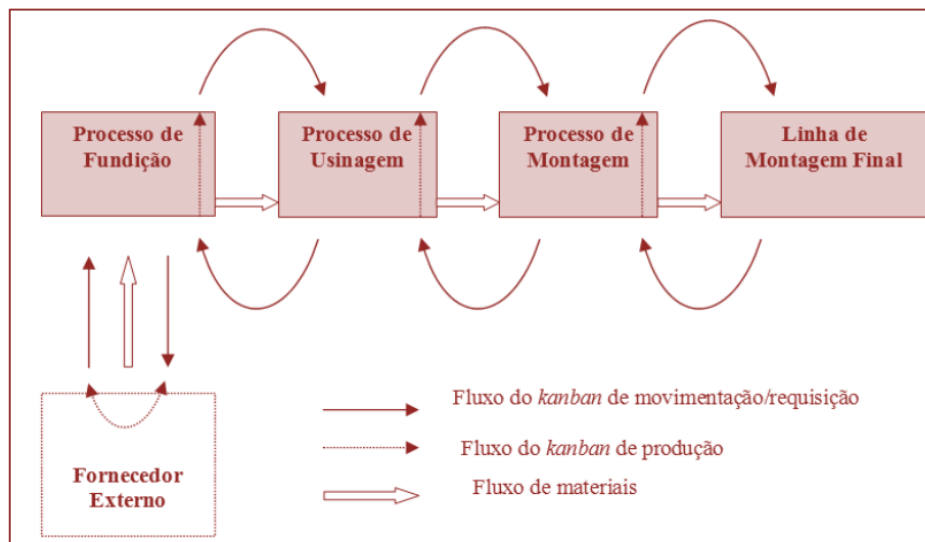 Processo de
Fundição
Processo de
Usinagem
Processo de
Montagem
Linha de
Montagem Final
Fornecedor
Externo
Fluxo do kanban de movimentação/requisição
Fluxo do kanban de produção
Fluxo de materiais